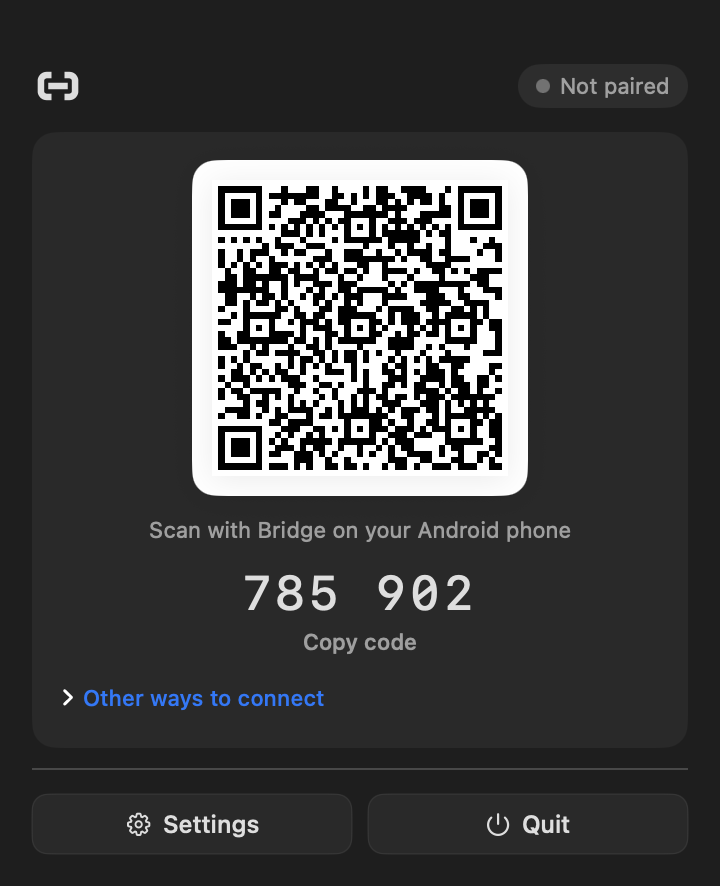 Not paired
Scan with Bridge on your Android phone
785 902
Copy code
Other ways to connect
Settings
Quit